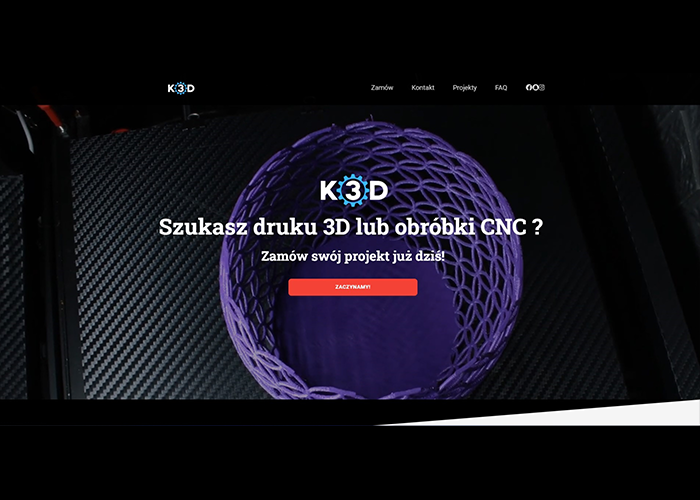 K3D
Zamów Kontakt Projekty FAQ
K3D
Szukasz druku 3D lub obróbki CNC ?
Zamów swój projekt już dziś!
ZACZYNAMY!